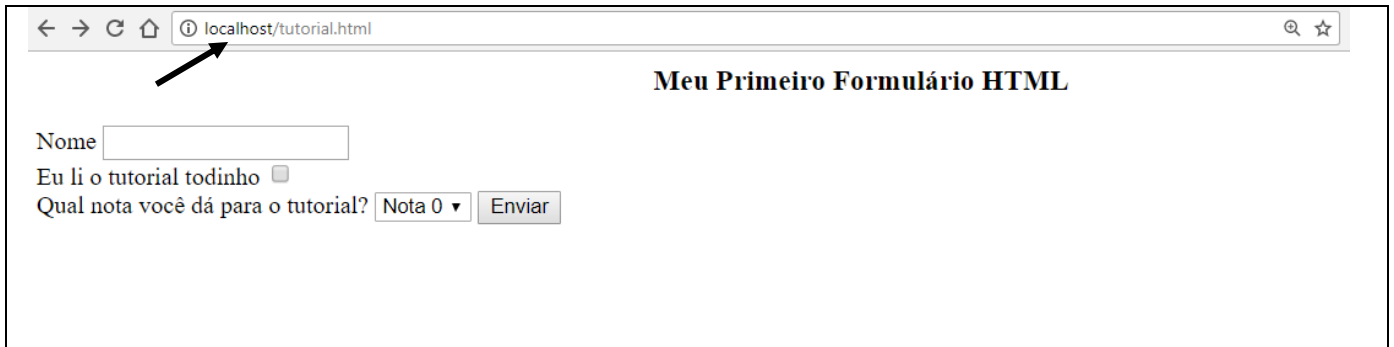 localhost/tutorial.html
Meu Primeiro Formulário HTML
Nome
Eu li o tutorial todinho
Qual nota você dá para o tutorial? Nota 0 Enviar